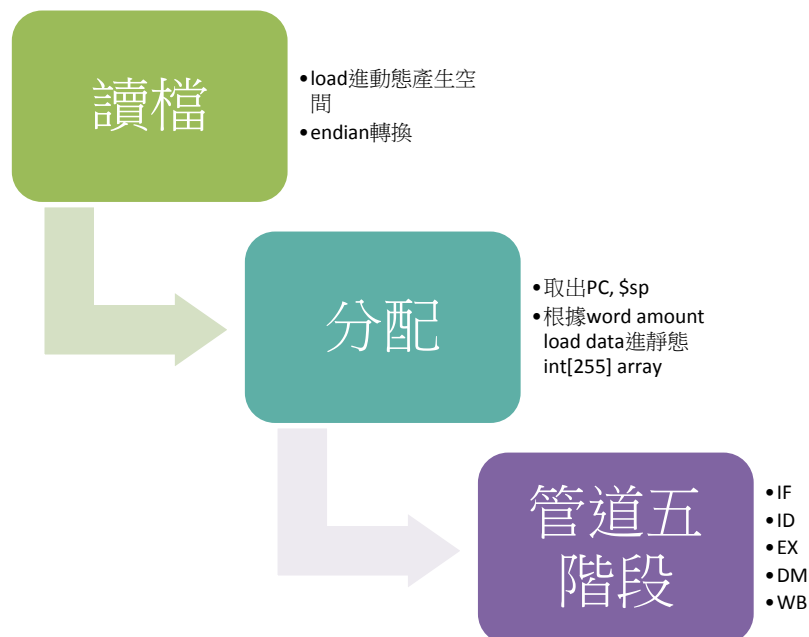 讀檔
•load進動態產生空
間
•endian轉換
分配
•取出PC, $sp
•根據word amount
load data進靜態
int[255] array
管道五
階段
•IF
•ID
•EX
•DM
•WB